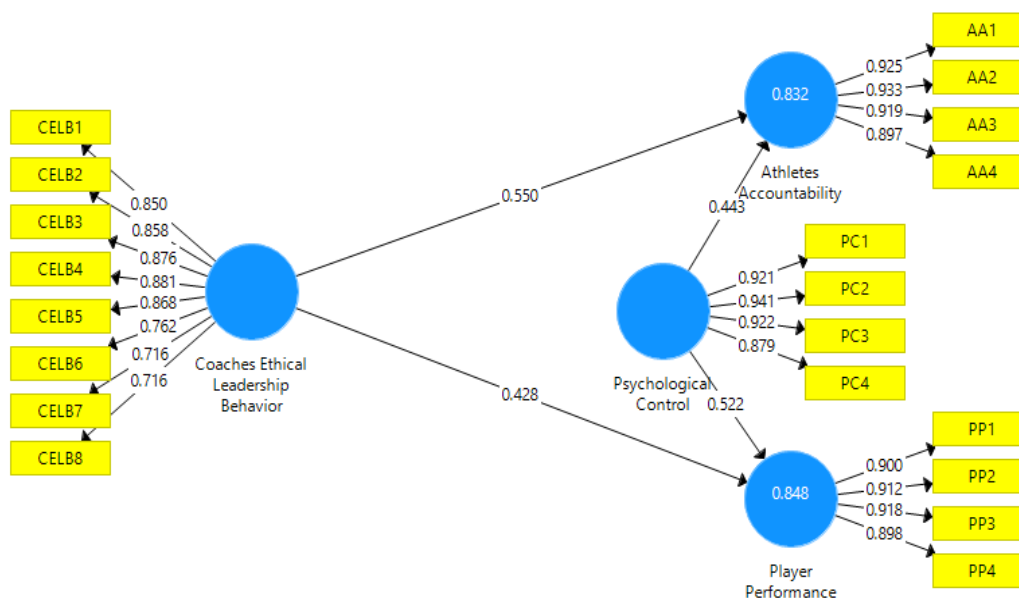 CELB1
CELB2
CELB3
CELB4
CELB5
CELB6
CELB7
CELB8
0.850
0.858
0.876
0.881
0.868
0.762
0.716
0.716
Coaches Ethical
Leadership
Behavior
0.550
0.428
0.832
Athletes
Accountability
0.925
0.933
0.919
0.897
AA1
AA2
AA3
AA4
0.443
Psychological
Control
0.522
0.921
0.941
0.922
0.879
PC1
PC2
PC3
PC4
0.848
Player
Performance
0.900
0.912
0.918
0.898
PP1
PP2
PP3
PP4